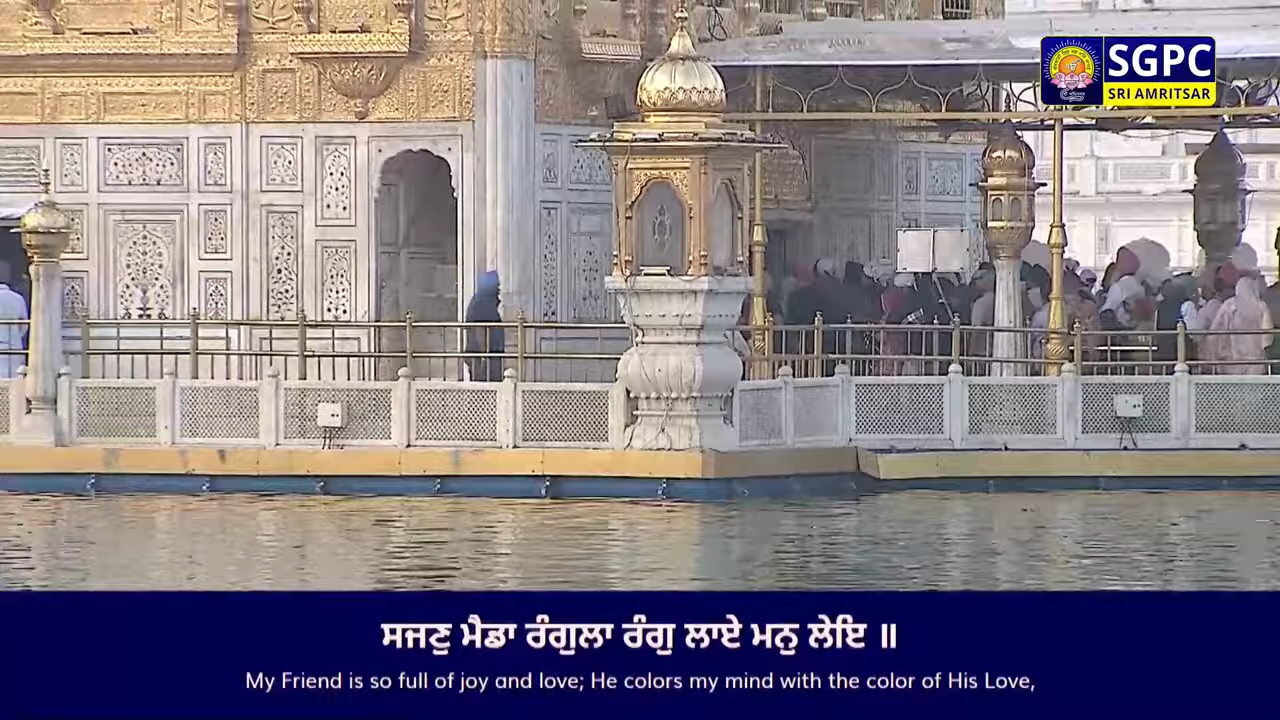 SGPC
SRI AMRITSAR
ਸਜਣੁ ਮੈਡਾ ਰੰਗੁਲਾ ਰੰਗੁ ਲਾਏ ਮਨੁ ਲੇਇ ॥
My Friend is so full of joy and love; He colors my mind with the color of His Love,